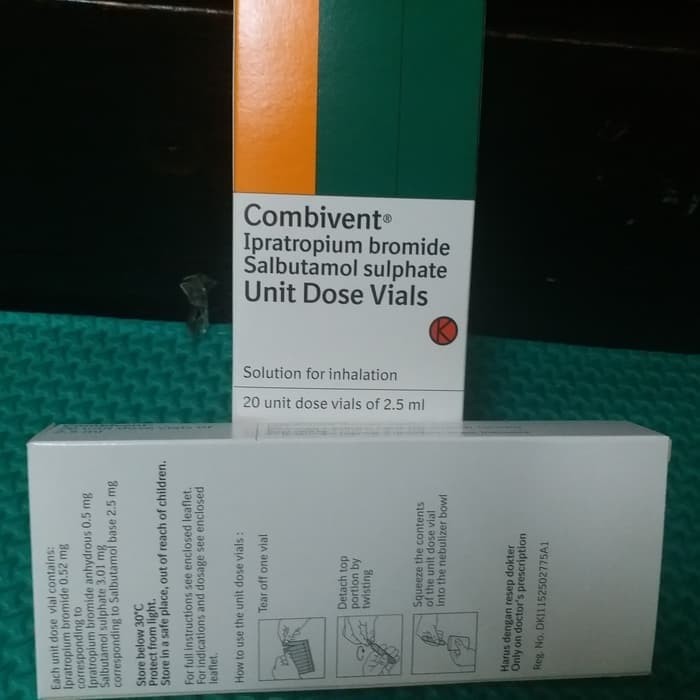 Combivent®
Ipratropium bromide
Salbutamol sulphate
Unit Dose Vials
K
Solution for inhalation
20 unit dose vials of 2.5 ml
Each unit dose vial contains:
Ipratropium bromide 0.52 mg
corresponding to
Ipratropium bromide anhydrous 0.5 mg
Salbutamol sulphate 3.01 mg
corresponding to Salbutamol base 2.5 mg
Store below 30°C
Protect from light.
Store in a safe place, out of reach of children.
For full instructions see enclosed leaflet.
For indications and dosage see enclosed
leaflet.
How to use the unit dose vials :
Tear off one vial
Detach top
portion by
twisting
Squeeze the contents
of the unit dose vial
into the nebulizer bowl
Harus dengan resep dokter
Only on doctor's prescription
Reg. No. DKI1152502775A1